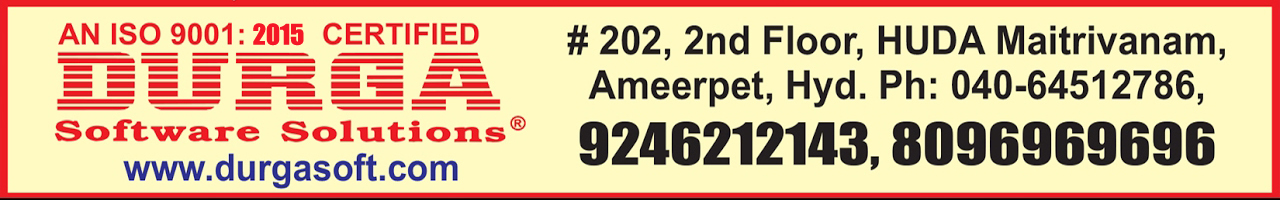 AN ISO 9001: 2015 CERTIFIED
DURGA
Software Solutions®
www.durgasoft.com
# 202, 2nd Floor, HUDA Maitrivanam,
Ameerpet, Hyd. Ph: 040-64512786,
9246212143, 8096969696